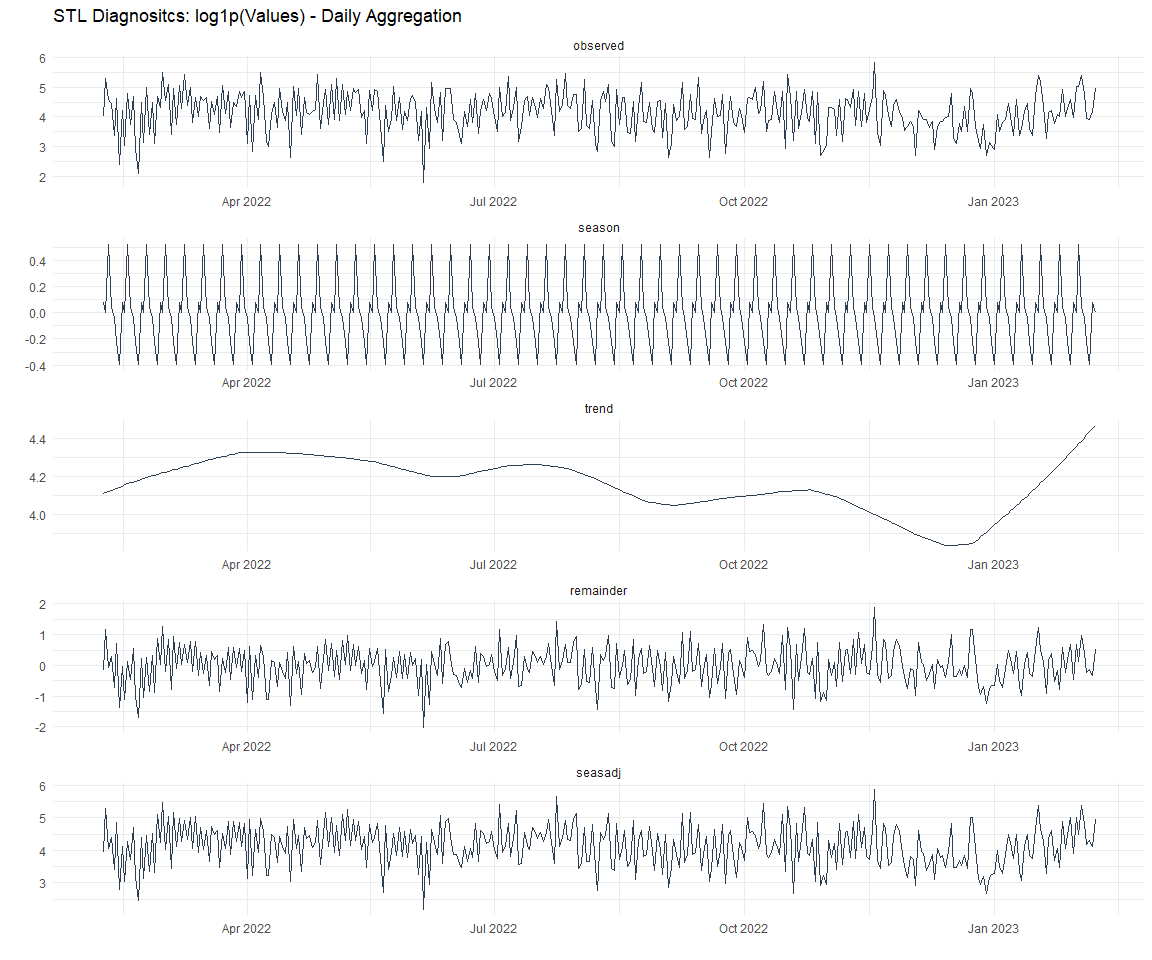 STL Diagnositcs: log1p(Values) - Daily Aggregation
observed
6
5
4
3
2
Apr 2022 Jul 2022 Oct 2022 Jan 2023
season
0.4
0.2
0.0
-0.2
-0.4
Apr 2022 Jul 2022 Oct 2022 Jan 2023
trend
4.4
4.2
4.0
Apr 2022 Jul 2022 Oct 2022 Jan 2023
remainder
2
1
0
-1
-2
Apr 2022 Jul 2022 Oct 2022 Jan 2023
seasadj
6
5
4
3
Apr 2022 Jul 2022 Oct 2022 Jan 2023